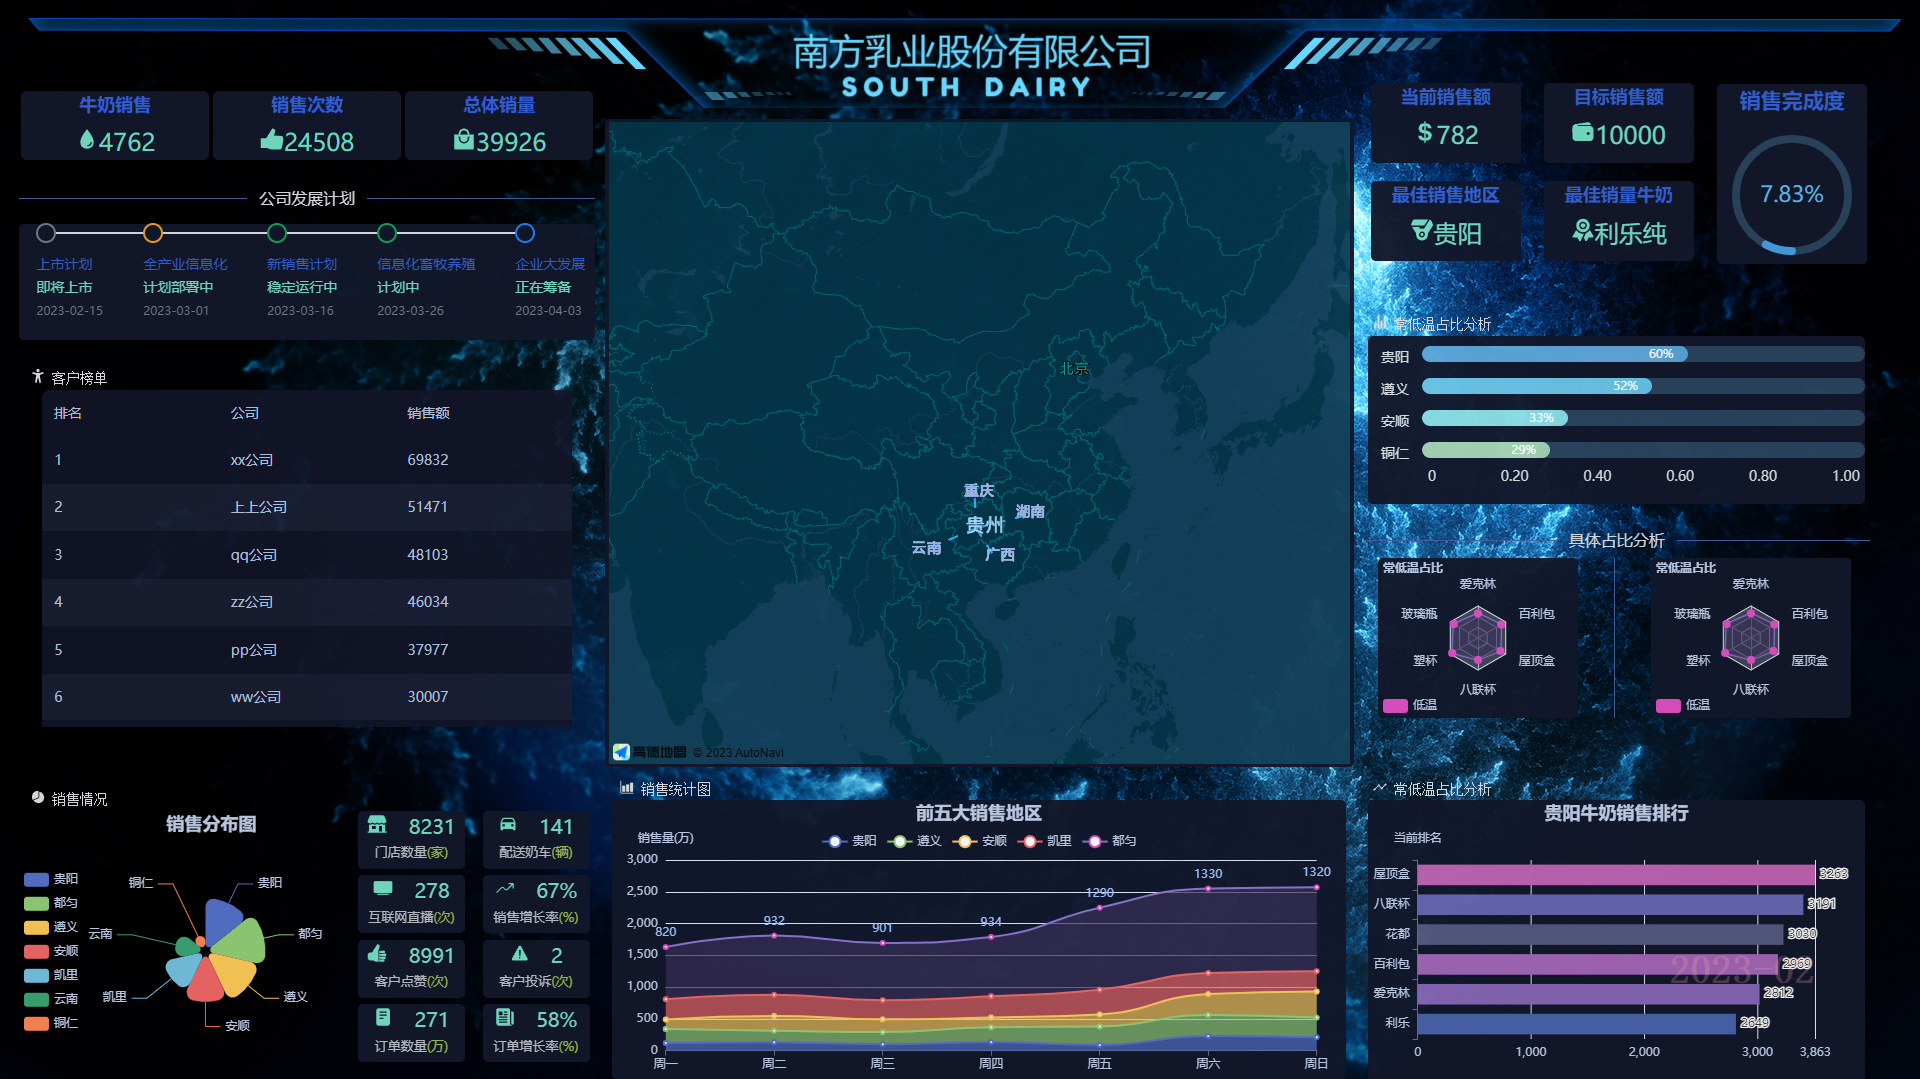 南方乳业股份有限公司
SOUTH DAIRY
牛奶销售
4762
销售次数
24508
总体销量
39926
公司发展计划
上市计划
即将上市
2023-02-15
全产业信息化
计划部署中
2023-03-01
新销售计划
稳定运行中
2023-03-16
信息化畜牧养殖
计划中
2023-03-26
企业大发展
正在筹备
2023-04-03
客户榜单
排名 公司 销售额
1 xx公司 69832
2 上上公司 51471
3 qq公司 48103
4 zz公司 46034
5 pp公司 37977
6 ww公司 30007
销售情况
销售分布图
贵阳
都匀
遵义
安顺
凯里
云南
铜仁
铜仁
贵阳
云南
都匀
凯里
遵义
安顺
8231
门店数量(家)
141
配送奶车(辆)
278
互联网直播(次)
67%
销售增长率(%)
8991
客户点赞(次)
2
客户投诉(次)
271
订单数量(万)
58%
订单增长率(%)
北京
重庆
湖南
贵州
云南
广西
高德地图 © 2023 AutoNavi
销售统计图
前五大销售地区
销售量(万)
贵阳 遵义 安顺 凯里 都匀
3,000
2,500
2,000
1,500
1,000
500
0
820 932 901 934 1290 1330 1320
周一 周二 周三 周四 周五 周六 周日
当前销售额
$782
目标销售额
10000
最佳销售地区
贵阳
最佳销量牛奶
利乐纯
销售完成度
7.83%
常低温占比分析
贵阳 60%
遵义 52%
安顺 33%
铜仁 29%
0 0.20 0.40 0.60 0.80 1.00
具体占比分析
常低温占比
爱克林
玻璃瓶 百利包
塑杯 屋顶盒
八联杯
低温
常低温占比
爱克林
玻璃瓶 百利包
塑杯 屋顶盒
八联杯
低温
常低温占比分析
贵阳牛奶销售排行
当前排名
屋顶盒 3263
八联杯 3191
花都 3030
百利包 2969
爱克林 2812
利乐 2649
2023-02
0 1,000 2,000 3,000 3,863